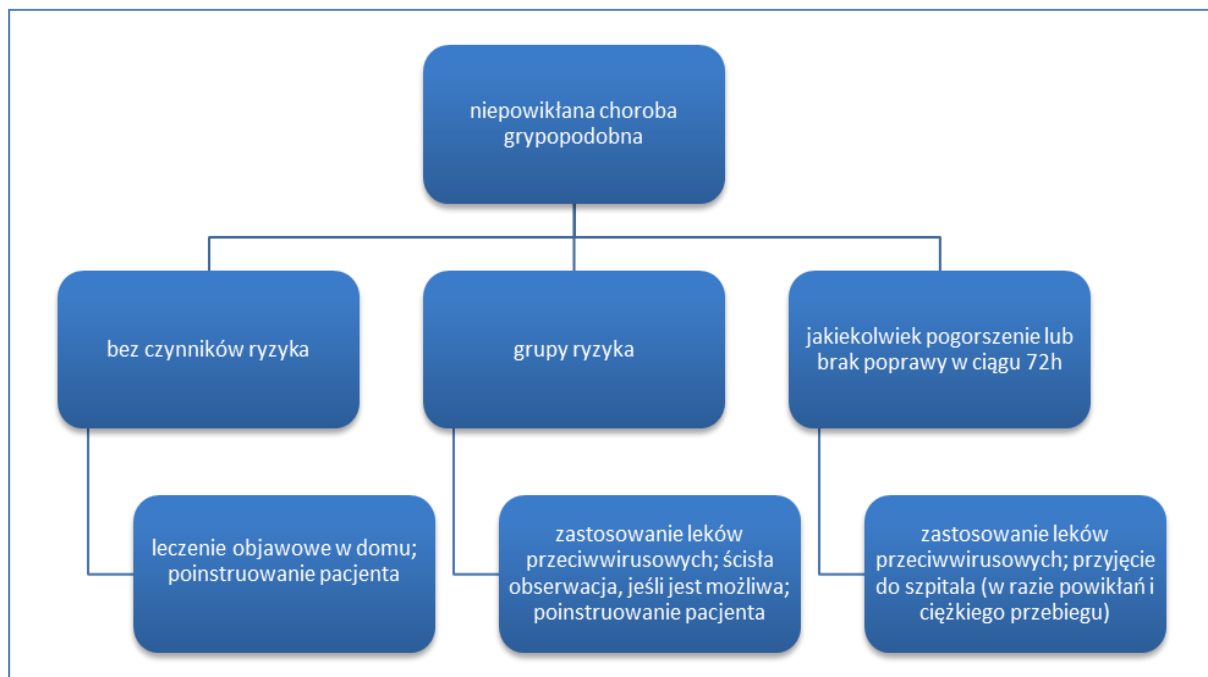 niepowikłana choroba
grypopodobna
bez czynników ryzyka
grupy ryzyka
jakiekolwiek pogorszenie lub
brak poprawy w ciągu 72h
leczenie objawowe w domu;
poinstruowanie pacjenta
zastosowanie leków
przeciwwirusowych; ścisła
obserwacja, jeśli jest możliwa;
poinstruowanie pacjenta
zastosowanie leków
przeciwwirusowych; przyjęcie
do szpitala (w razie powikłań i
ciężkiego przebiegu)